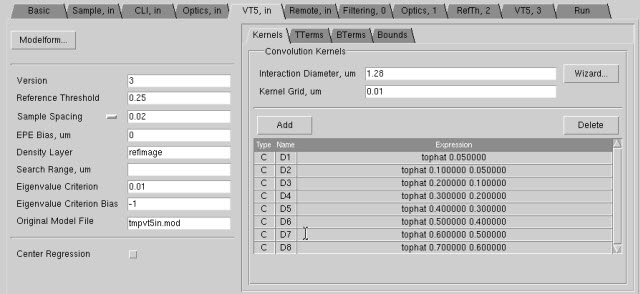 Basic Sample, in CLI, in Optics, in VT5, in Remote, in Filtering, 0 Optics, 1 RefTh, 2 VT5, 3 Run
Modelform...
Version 3
Reference Threshold 0.25
Sample Spacing 0.02
EPE Bias, um 0
Density Layer refimage
Search Range, um
Eigenvalue Criterion 0.01
Eigenvalue Criterion Bias -1
Original Model File tmpvt5in.mod
Center Regression
Kernels TTerms BTerms Bounds
Convolution Kernels
Interaction Diameter, um 1.28 Wizard...
Kernel Grid, um 0.01
Add Delete
Type Name Expression
C D1 tophat 0.050000
C D2 tophat 0.100000 0.050000
C D3 tophat 0.200000 0.100000
C D4 tophat 0.300000 0.200000
C D5 tophat 0.400000 0.300000
C D6 tophat 0.500000 0.400000
C D7 tophat 0.600000 0.500000
C D8 tophat 0.700000 0.600000